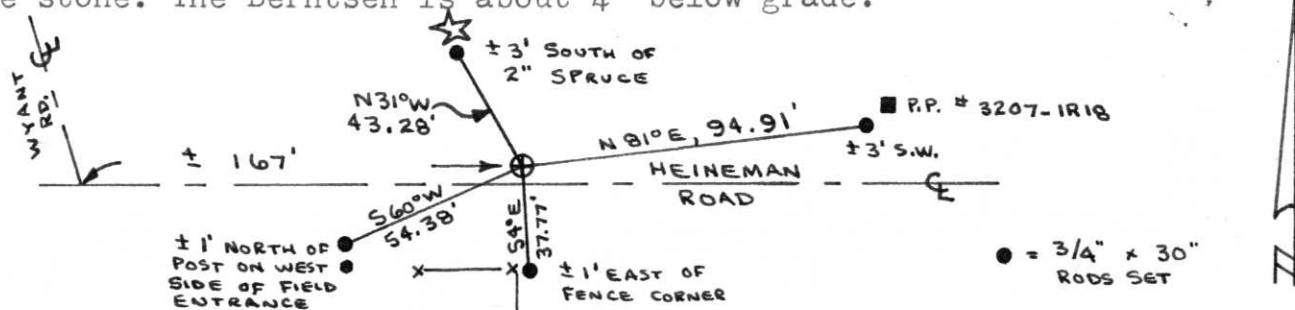 e stone. The Berntsen is about 4" below grade.
WYANT
RD.
℄
± 3' SOUTH OF
2" SPRUCE
N31°W
43.28'
P.P. # 3207-1R18
N 81°E, 94.91'
± 3' S.W.
± 167'
HEINEMAN
ROAD
℄
S60°W
54.38'
S4°E
37.77'
± 1' NORTH OF
POST ON WEST
SIDE OF FIELD
ENTRANCE
x x
± 1' EAST OF
FENCE CORNER
● = 3/4" x 30"
RODS SET